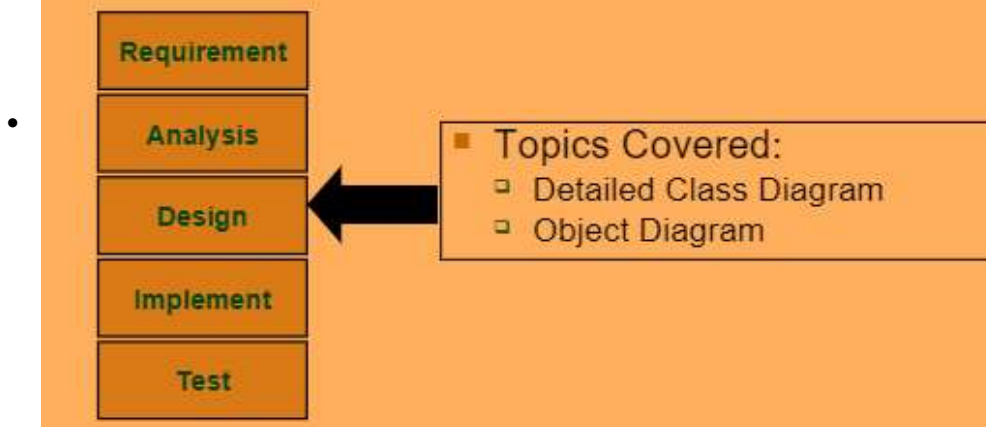 Requirement
Analysis
Design
Implement
Test
Topics Covered:
Detailed Class Diagram
Object Diagram